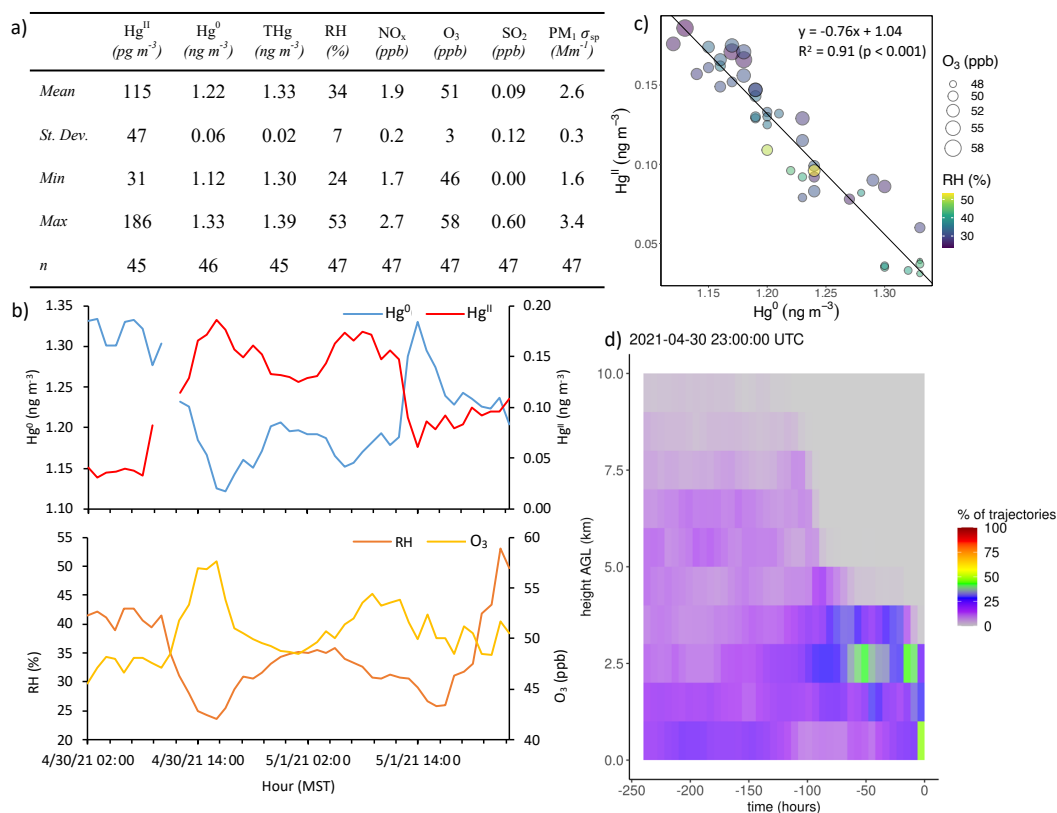 a)
Hg^II Hg^0 THg RH NO_x O_3 SO_2 PM_1 σ_sp
(pg m^-3) (ng m^-3) (ng m^-3) (%) (ppb) (ppb) (ppb) (Mm^-1)
Mean 115 1.22 1.33 34 1.9 51 0.09 2.6
St. Dev. 47 0.06 0.02 7 0.2 3 0.12 0.3
Min 31 1.12 1.30 24 1.7 46 0.00 1.6
Max 186 1.33 1.39 53 2.7 58 0.60 3.4
n 45 46 45 47 47 47 47 47
b)
Hg^0 Hg^II
1.35
1.30
1.25
1.20
1.15
1.10
Hg^0 (ng m^-3)
0.20
0.15
0.10
0.05
0.00
Hg^II (ng m^-3)
RH O_3
55
50
45
40
35
30
25
20
RH (%)
60
55
50
45
40
O_3 (ppb)
4/30/21 02:00 4/30/21 14:00 5/1/21 02:00 5/1/21 14:00
Hour (MST)
c)
y = -0.76x + 1.04
R^2 = 0.91 (p < 0.001)
0.15
0.10
0.05
Hg^II (ng m^-3)
1.15 1.20 1.30
Hg^0 (ng m^-3)
O_3 (ppb)
48
50
52
55
58
RH (%)
50
40
30
d)
2021-04-30 23:00:00 UTC
10.0
7.5
5.0
2.5
0.0
height AGL (km)
-250 -200 -150 -100 -50 0
time (hours)
% of trajectories
100
75
50
25
0